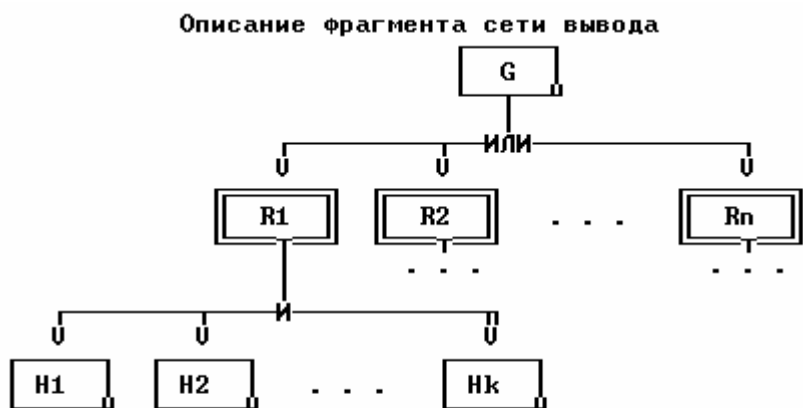 Описание фрагмента сети вывода
G
ИЛИ
R1 R2 . . . Rn
. . . . . .
И
H1 H2 . . . Hk